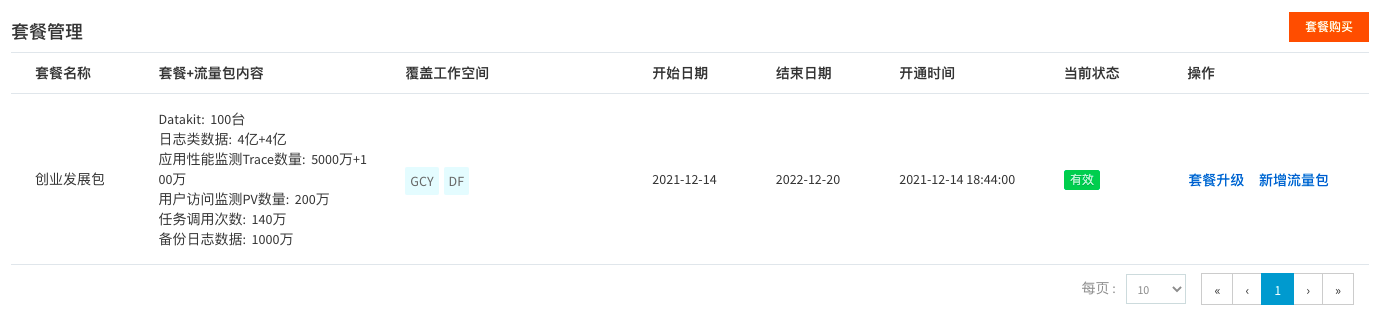 套餐管理
套餐购买
套餐名称 套餐+流量包内容 覆盖工作空间 开始日期 结束日期 开通时间 当前状态 操作
Datakit: 100台
日志类数据: 4亿+4亿
应用性能监测Trace数量: 5000万+1
00万
用户访问监测PV数量: 200万
任务调用次数: 140万
备份日志数据: 1000万
创业发展包 GCY DF 2021-12-14 2022-12-20 2021-12-14 18:44:00 有效 套餐升级 新增流量包
每页 : 10 « ‹ 1 › »